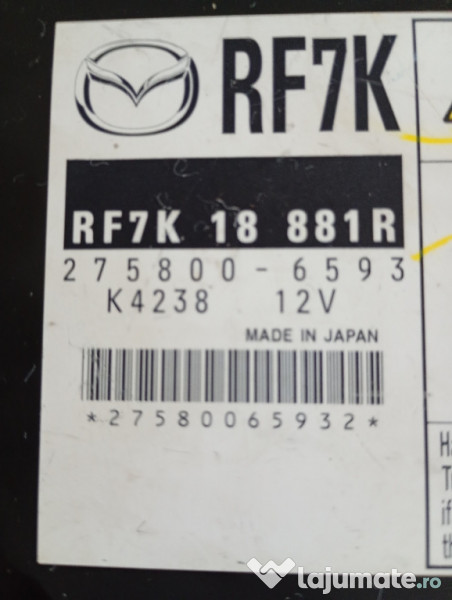 RF7K
RF7K 18 881R
275800-6593
K4238 12V
MADE IN JAPAN
*27580065932*
lajumate.ro